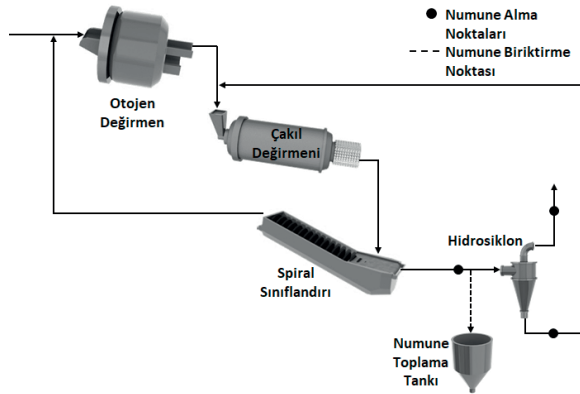 Numune Alma
Noktaları
Numune Biriktirme
Noktası
Otojen
Değirmen
Çakıl
Değirmeni
Hidrosiklon
Spiral
Sınıflandırı
Numune
Toplama
Tankı